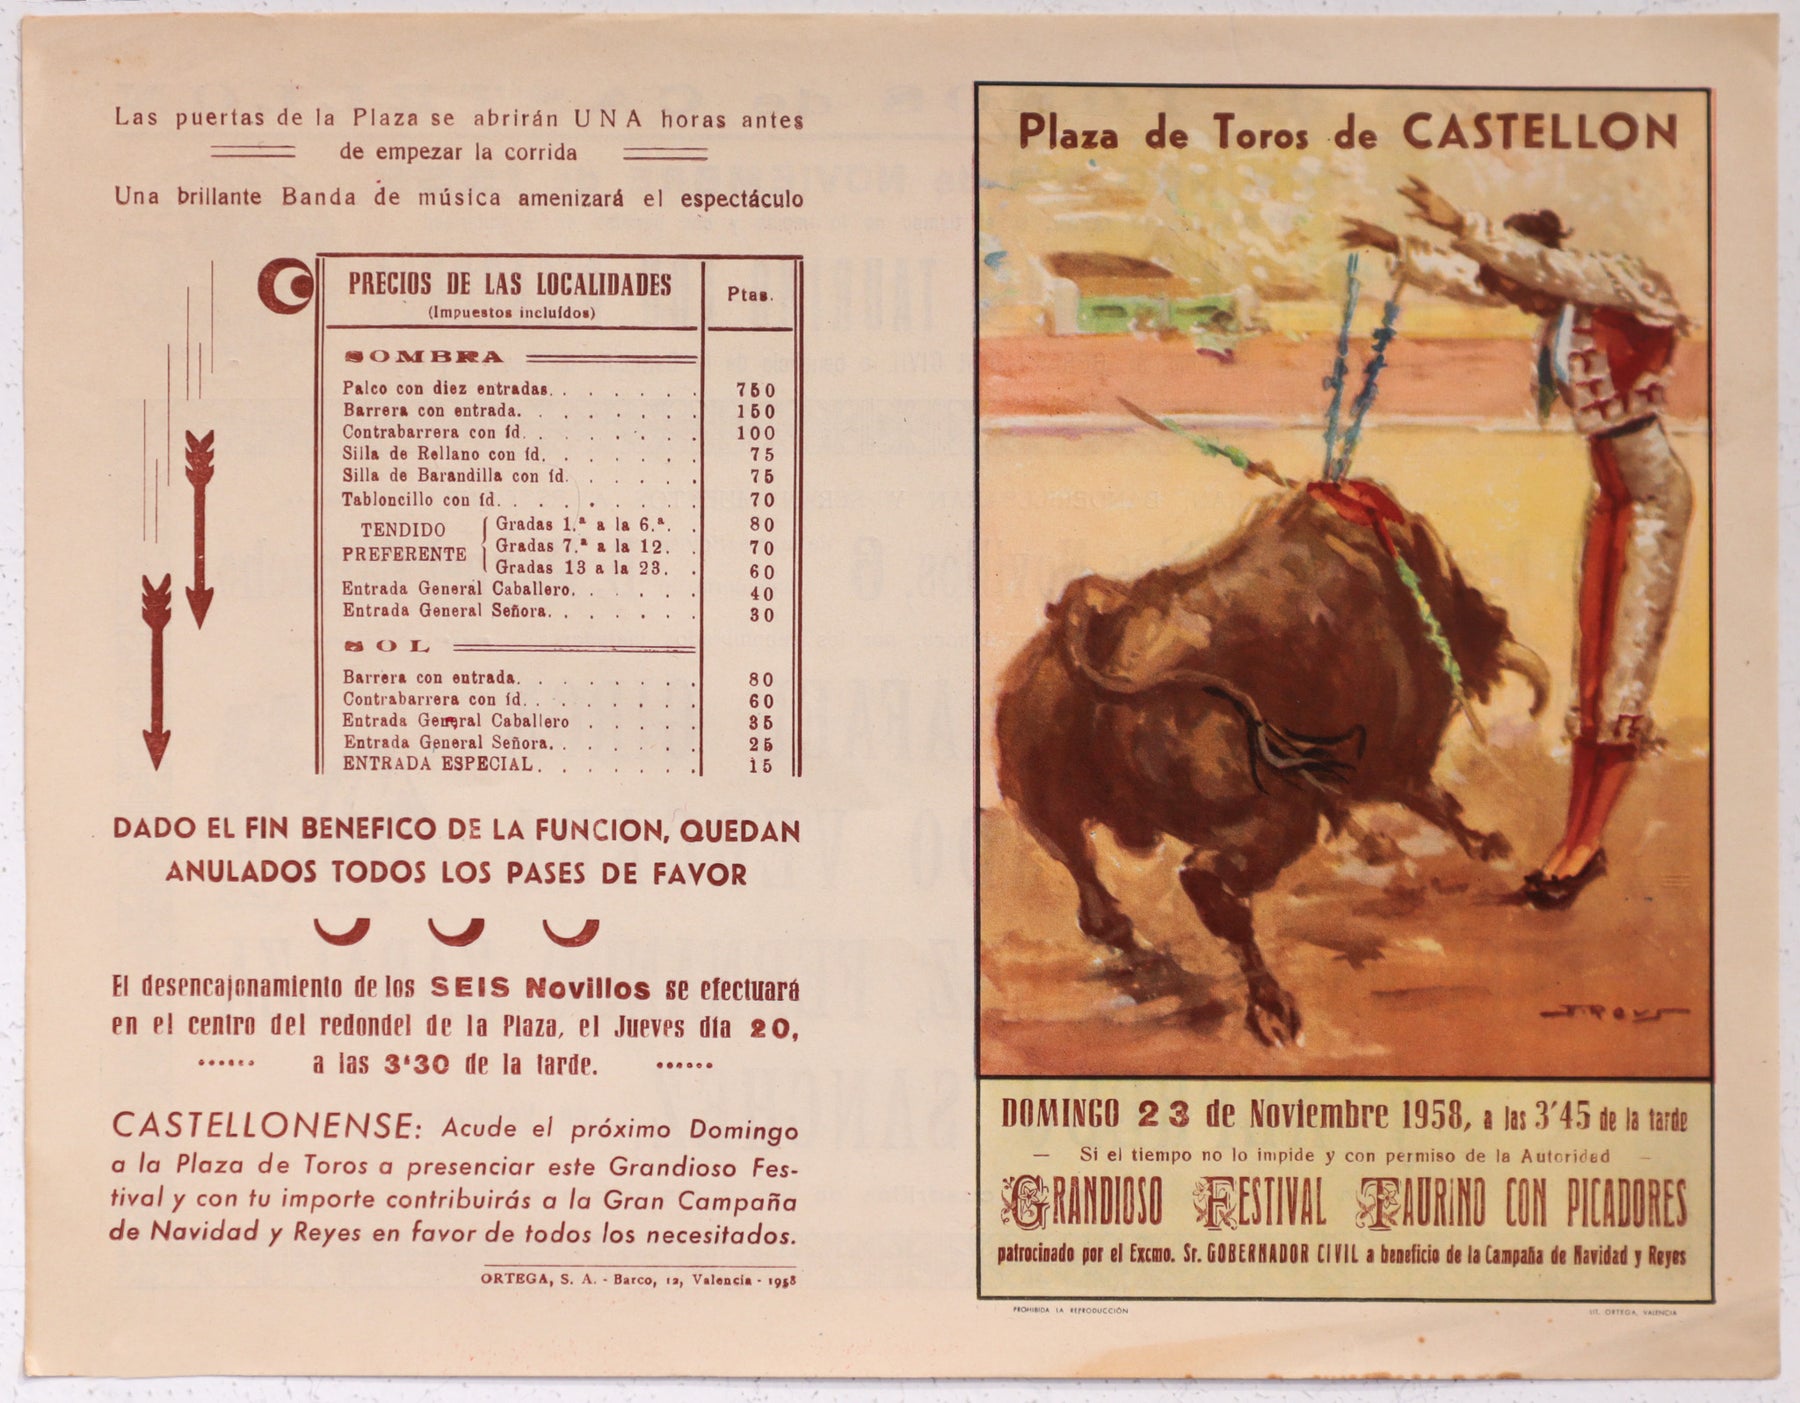 Las puertas de la Plaza se abrirán UNA horas antes
de empezar la corrida
Una brillante Banda de música amenizará el espectáculo
PRECIOS DE LAS LOCALIDADES
(Impuestos incluídos)
Ptas.
SOMBRA
Palco con diez entradas. . . . . . . 750
Barrera con entrada. . . . . . . . 150
Contrabarrera con íd. . . . . . . . 100
Silla de Rellano con íd. . . . . . . 75
Silla de Barandilla con íd. . . . . . 75
Tabloncillo con íd. . . . . . . . . 70
TENDIDO PREFERENTE
Gradas 1.ª a la 6.ª. . 80
Gradas 7.ª a la 12. . 70
Gradas 13 a la 23. . 60
Entrada General Caballero. . . . . . 40
Entrada General Señora. . . . . . . 30
SOL
Barrera con entrada. . . . . . . . 80
Contrabarrera con íd. . . . . . . . 60
Entrada General Caballero . . . . . 35
Entrada General Señora. . . . . . . 25
ENTRADA ESPECIAL. . . . . . . 15
DADO EL FIN BENEFICO DE LA FUNCION, QUEDAN
ANULADOS TODOS LOS PASES DE FAVOR
El desencajonamiento de los SEIS Novillos se efectuará
en el centro del redondel de la Plaza, el Jueves día 20,
a las 3'30 de la tarde.
CASTELLONENSE: Acude el próximo Domingo
a la Plaza de Toros a presenciar este Grandioso Fes-
tival y con tu importe contribuirás a la Gran Campaña
de Navidad y Reyes en favor de todos los necesitados.
ORTEGA, S. A. - Barco, 12, Valencia - 1958
Plaza de Toros de CASTELLON
J. Reus
DOMINGO 23 de Noviembre 1958, a las 3'45 de la tarde
— Si el tiempo no lo impide y con permiso de la Autoridad —
GRANDIOSO FESTIVAL TAURINO CON PICADORES
patrocinado por el Excmo. Sr. GOBERNADOR CIVIL a beneficio de la Campaña de Navidad y Reyes
PROHIBIDA LA REPRODUCCIÓN
LIT. ORTEGA, VALENCIA